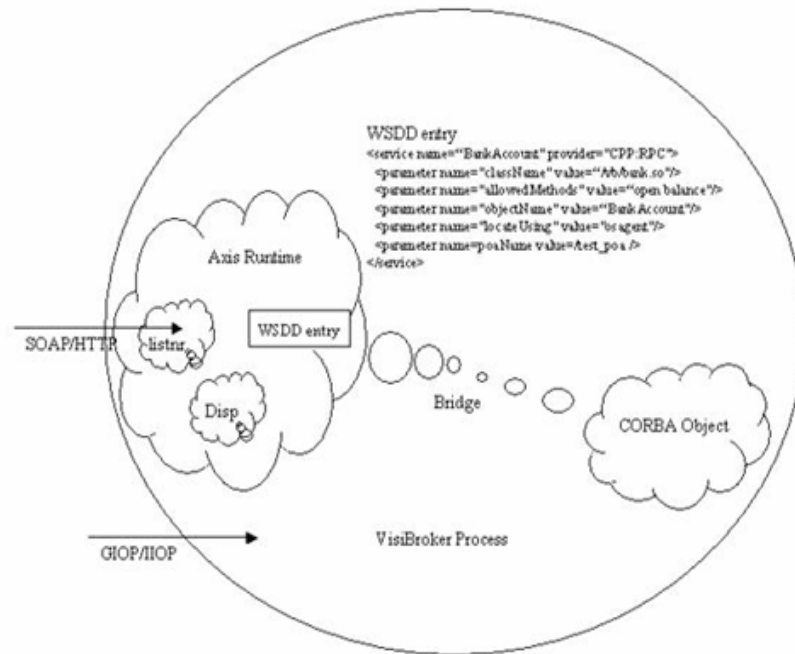 WSDD entry
<service name="BankAccount" provider="CPP:RPC">
<parameter name="className" value="/vb/bank.so"/>
<parameter name="allowedMethods" value="open balance"/>
<parameter name="objectName" value="BankAccount"/>
<parameter name="locateUsing" value="osagent"/>
<parameter name=poaName value=/test_poa />
</service>
Axis Runtime
WSDD entry
SOAP/HTTP
listnr
Disp
Bridge
CORBA Object
GIOP/IIOP
VisiBroker Process